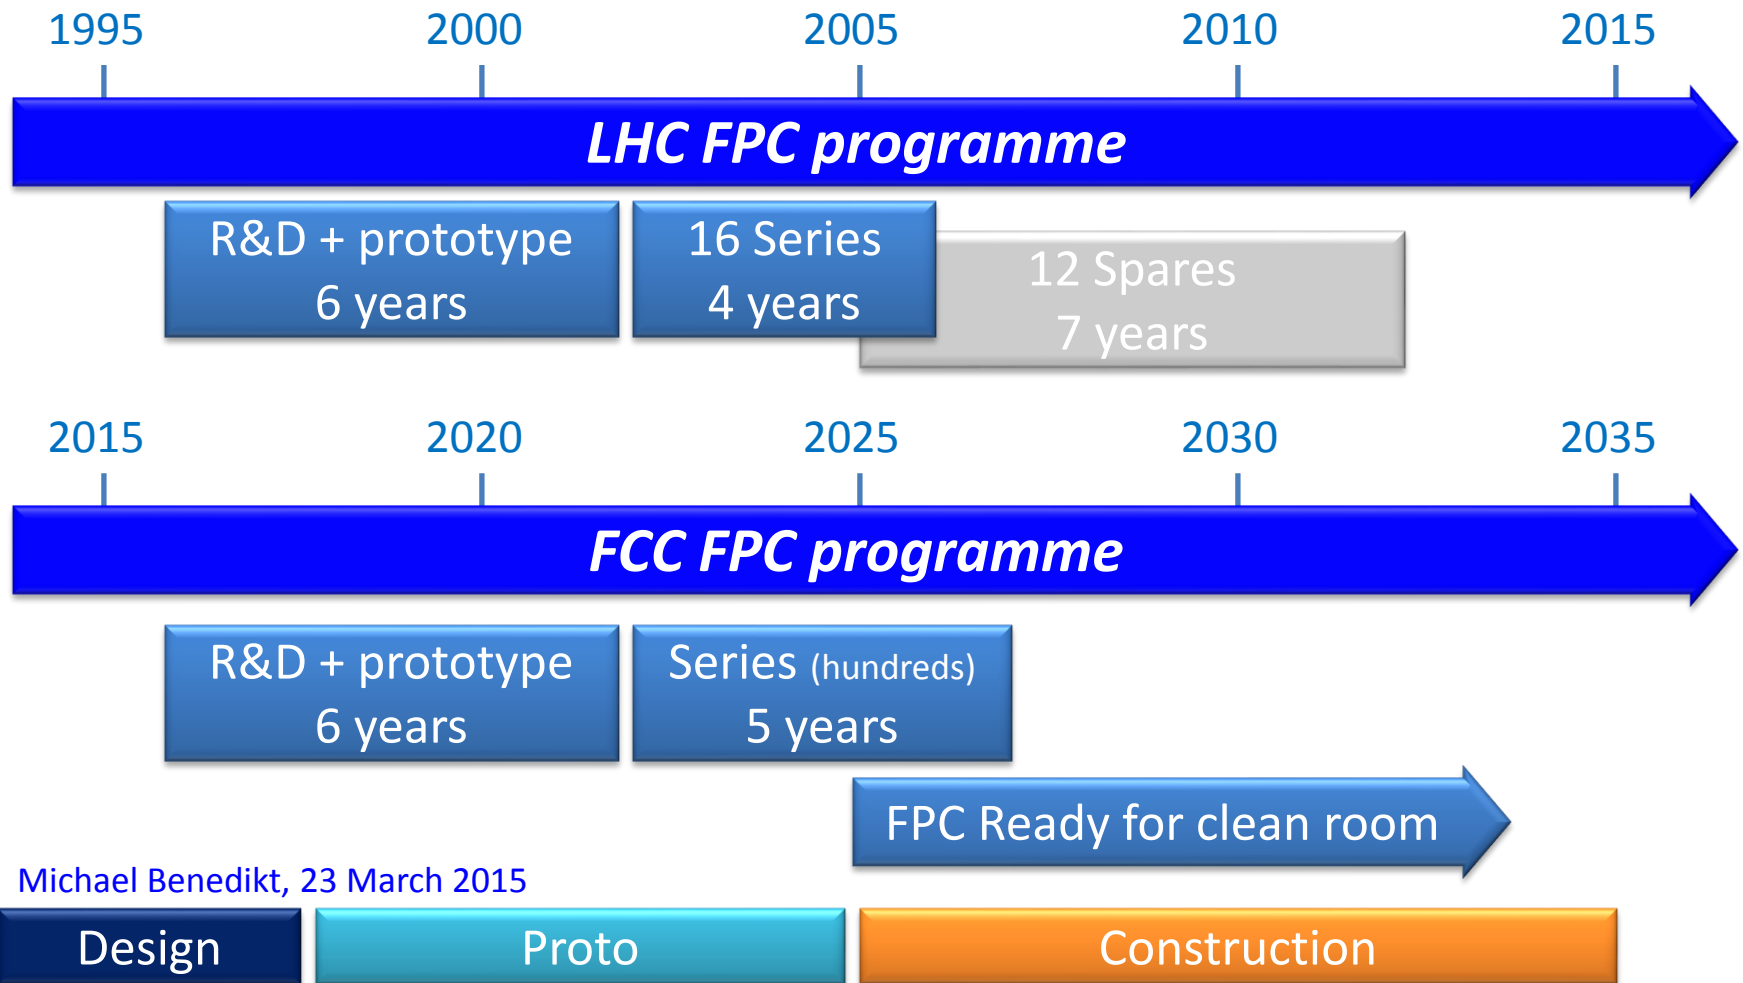 1995 2000 2005 2010 2015
LHC FPC programme
R&D + prototype
6 years
16 Series
4 years
12 Spares
7 years
2015 2020 2025 2030 2035
FCC FPC programme
R&D + prototype
6 years
Series (hundreds)
5 years
FPC Ready for clean room
Michael Benedikt, 23 March 2015
Design Proto Construction